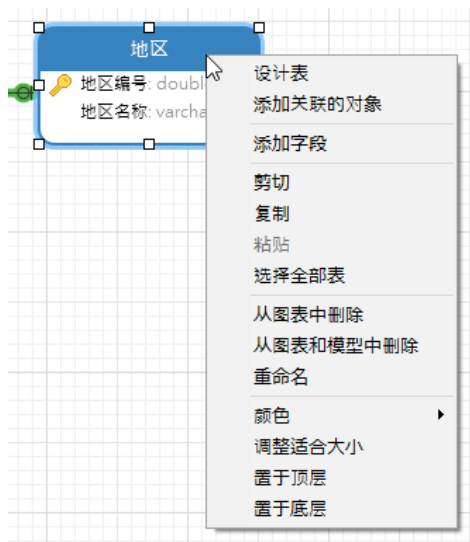 地区
地区编号: doubl
地区名称: varcha
设计表
添加关联的对象
添加字段
剪切
复制
粘贴
选择全部表
从图表中删除
从图表和模型中删除
重命名
颜色
调整适合大小
置于顶层
置于底层